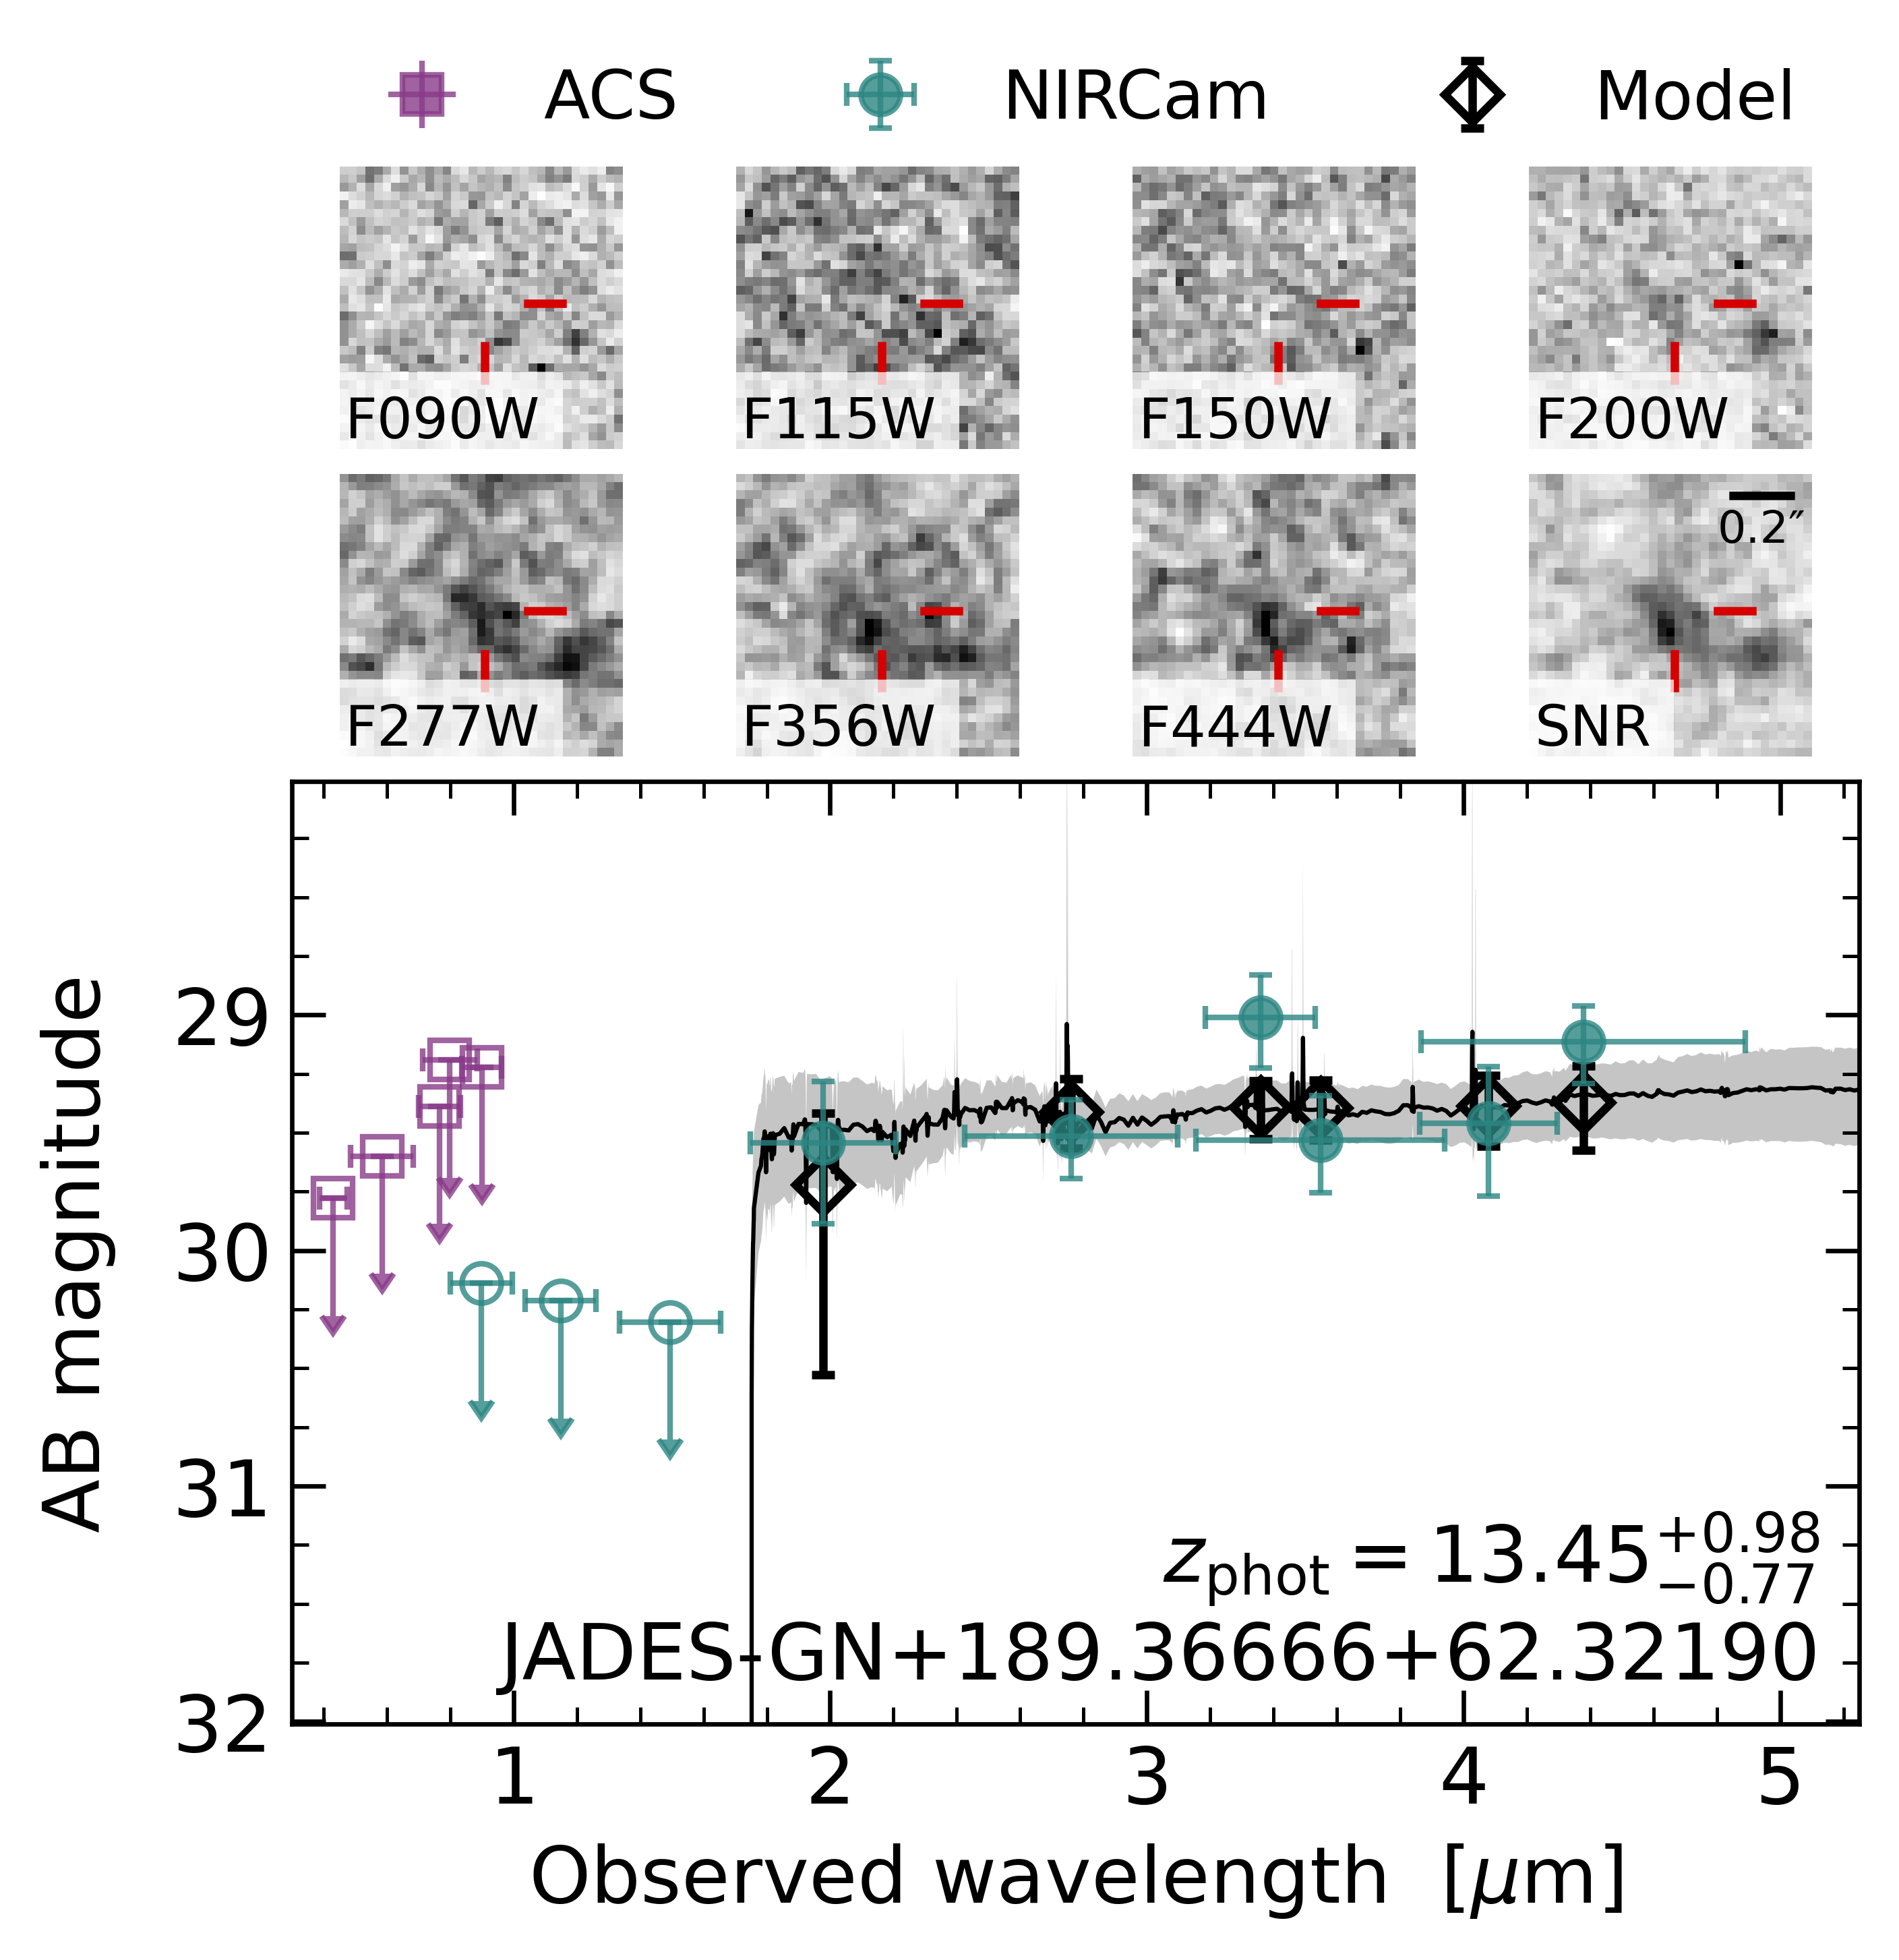 ACS NIRCam Model
F090W F115W F150W F200W
0.2″
F277W F356W F444W SNR
AB magnitude
29
30
31
32
z_phot = 13.45 +0.98 −0.77
JADES-GN+189.36666+62.32190
1 2 3 4 5
Observed wavelength [μm]